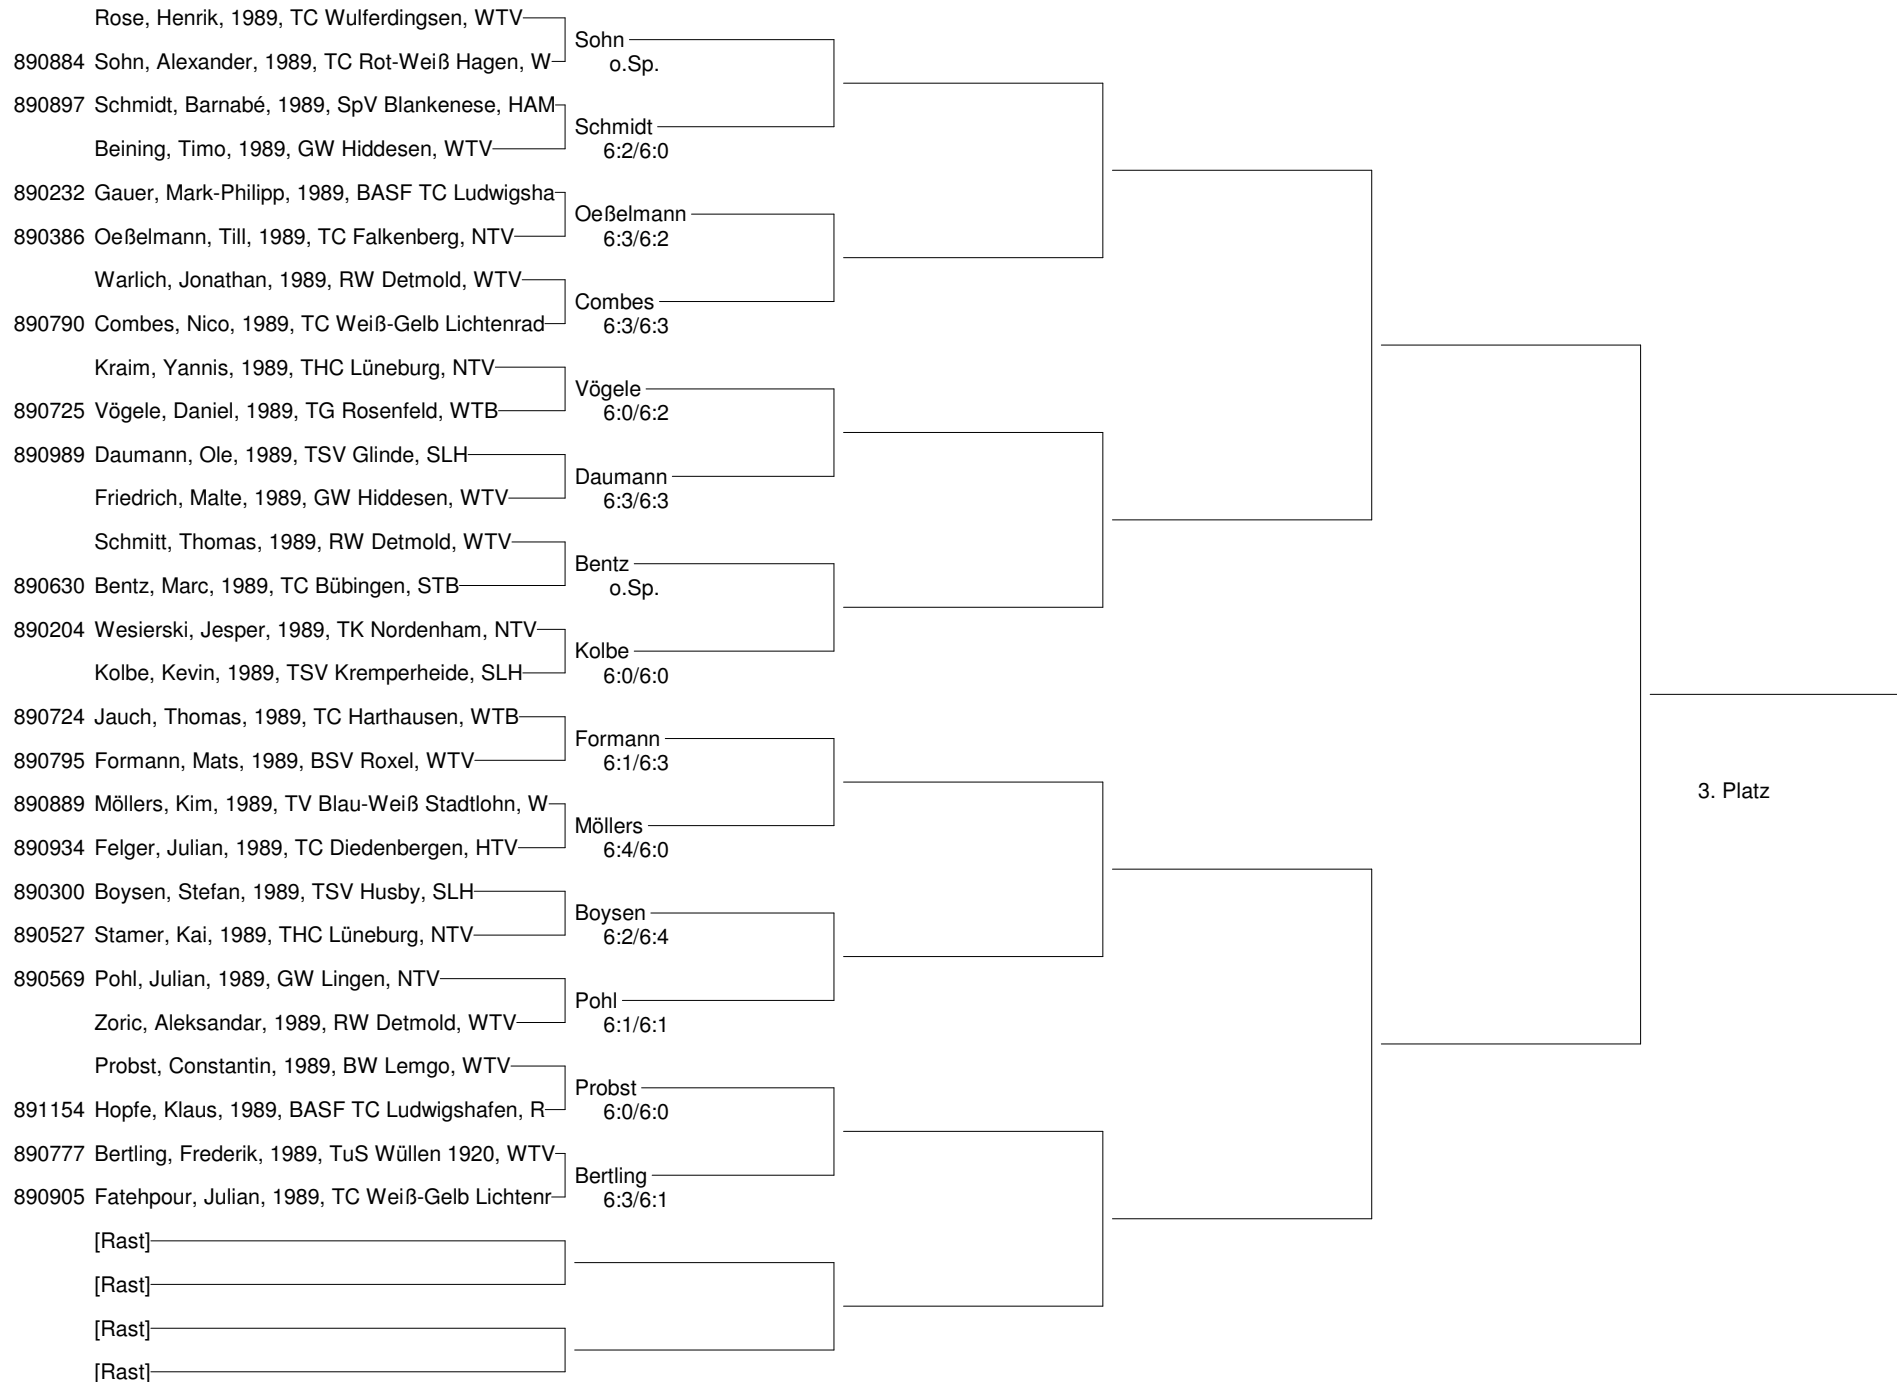 Rose, Henrik, 1989, TC Wulferdingsen, WTV
Sohn
890884 Sohn, Alexander, 1989, TC Rot-Weiß Hagen, W
o.Sp.
890897 Schmidt, Barnabé, 1989, SpV Blankenese, HAM
Schmidt
Beining, Timo, 1989, GW Hiddesen, WTV
6:2/6:0
890232 Gauer, Mark-Philipp, 1989, BASF TC Ludwigsha
Oeßelmann
890386 Oeßelmann, Till, 1989, TC Falkenberg, NTV
6:3/6:2
Warlich, Jonathan, 1989, RW Detmold, WTV
Combes
890790 Combes, Nico, 1989, TC Weiß-Gelb Lichtenrad
6:3/6:3
Kraim, Yannis, 1989, THC Lüneburg, NTV
Vögele
890725 Vögele, Daniel, 1989, TG Rosenfeld, WTB
6:0/6:2
890989 Daumann, Ole, 1989, TSV Glinde, SLH
Daumann
Friedrich, Malte, 1989, GW Hiddesen, WTV
6:3/6:3
Schmitt, Thomas, 1989, RW Detmold, WTV
Bentz
890630 Bentz, Marc, 1989, TC Bübingen, STB
o.Sp.
890204 Wesierski, Jesper, 1989, TK Nordenham, NTV
Kolbe
Kolbe, Kevin, 1989, TSV Kremperheide, SLH
6:0/6:0
890724 Jauch, Thomas, 1989, TC Harthausen, WTB
Formann
890795 Formann, Mats, 1989, BSV Roxel, WTV
6:1/6:3
3. Platz
890889 Möllers, Kim, 1989, TV Blau-Weiß Stadtlohn, W
Möllers
890934 Felger, Julian, 1989, TC Diedenbergen, HTV
6:4/6:0
890300 Boysen, Stefan, 1989, TSV Husby, SLH
Boysen
890527 Stamer, Kai, 1989, THC Lüneburg, NTV
6:2/6:4
890569 Pohl, Julian, 1989, GW Lingen, NTV
Pohl
Zoric, Aleksandar, 1989, RW Detmold, WTV
6:1/6:1
Probst, Constantin, 1989, BW Lemgo, WTV
Probst
891154 Hopfe, Klaus, 1989, BASF TC Ludwigshafen, R
6:0/6:0
890777 Bertling, Frederik, 1989, TuS Wüllen 1920, WTV
Bertling
890905 Fatehpour, Julian, 1989, TC Weiß-Gelb Lichtenr
6:3/6:1
[Rast]
[Rast]
[Rast]
[Rast]